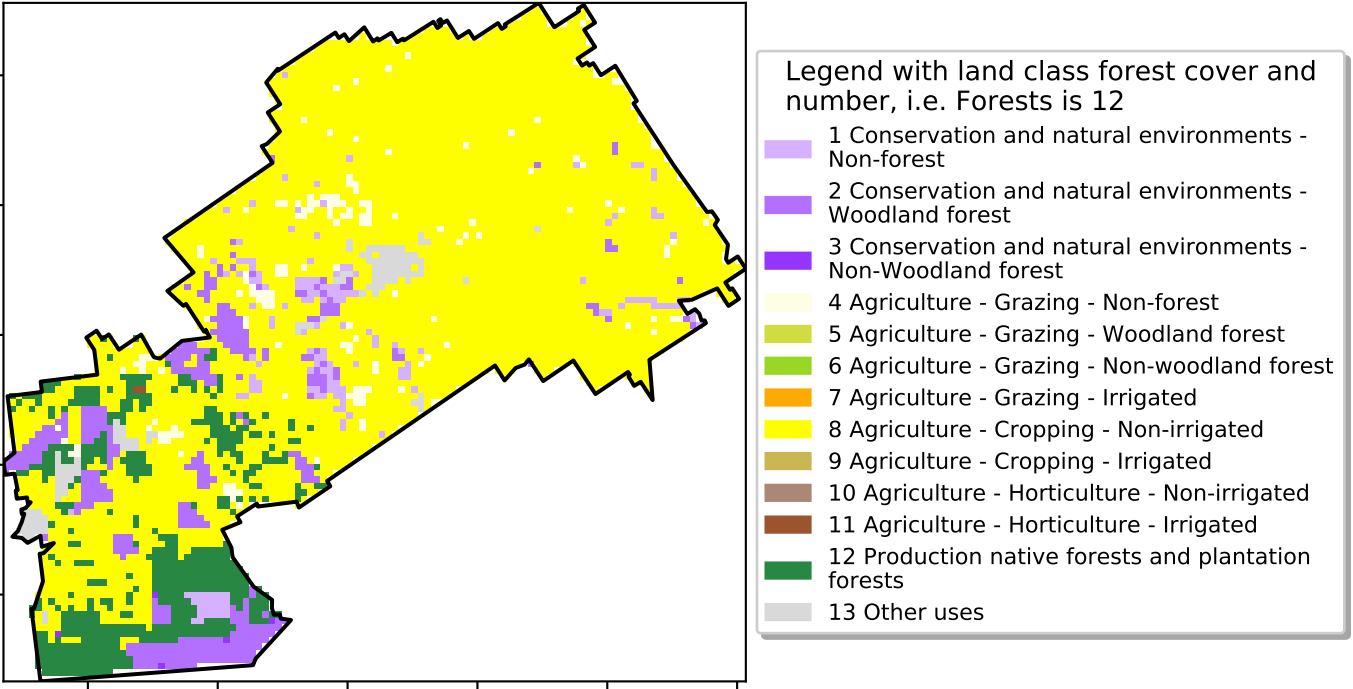 Legend with land class forest cover and
number, i.e. Forests is 12
1 Conservation and natural environments -
Non-forest
2 Conservation and natural environments -
Woodland forest
3 Conservation and natural environments -
Non-Woodland forest
4 Agriculture - Grazing - Non-forest
5 Agriculture - Grazing - Woodland forest
6 Agriculture - Grazing - Non-woodland forest
7 Agriculture - Grazing - Irrigated
8 Agriculture - Cropping - Non-irrigated
9 Agriculture - Cropping - Irrigated
10 Agriculture - Horticulture - Non-irrigated
11 Agriculture - Horticulture - Irrigated
12 Production native forests and plantation
forests
13 Other uses